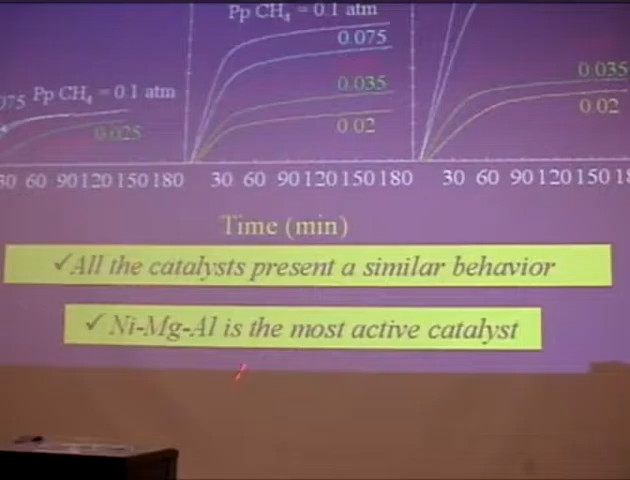 Pp CH₄ = 0.1 atm
0.075
0.035
0.02
075 Pp CH₄ = 0.1 atm
0.025
0.035
0.02
30 60 90 120 150 180
30 60 90 120 150 180
30 60 90 120 150 18
Time (min)
✓All the catalysts present a similar behavior
✓ Ni-Mg-Al is the most active catalyst